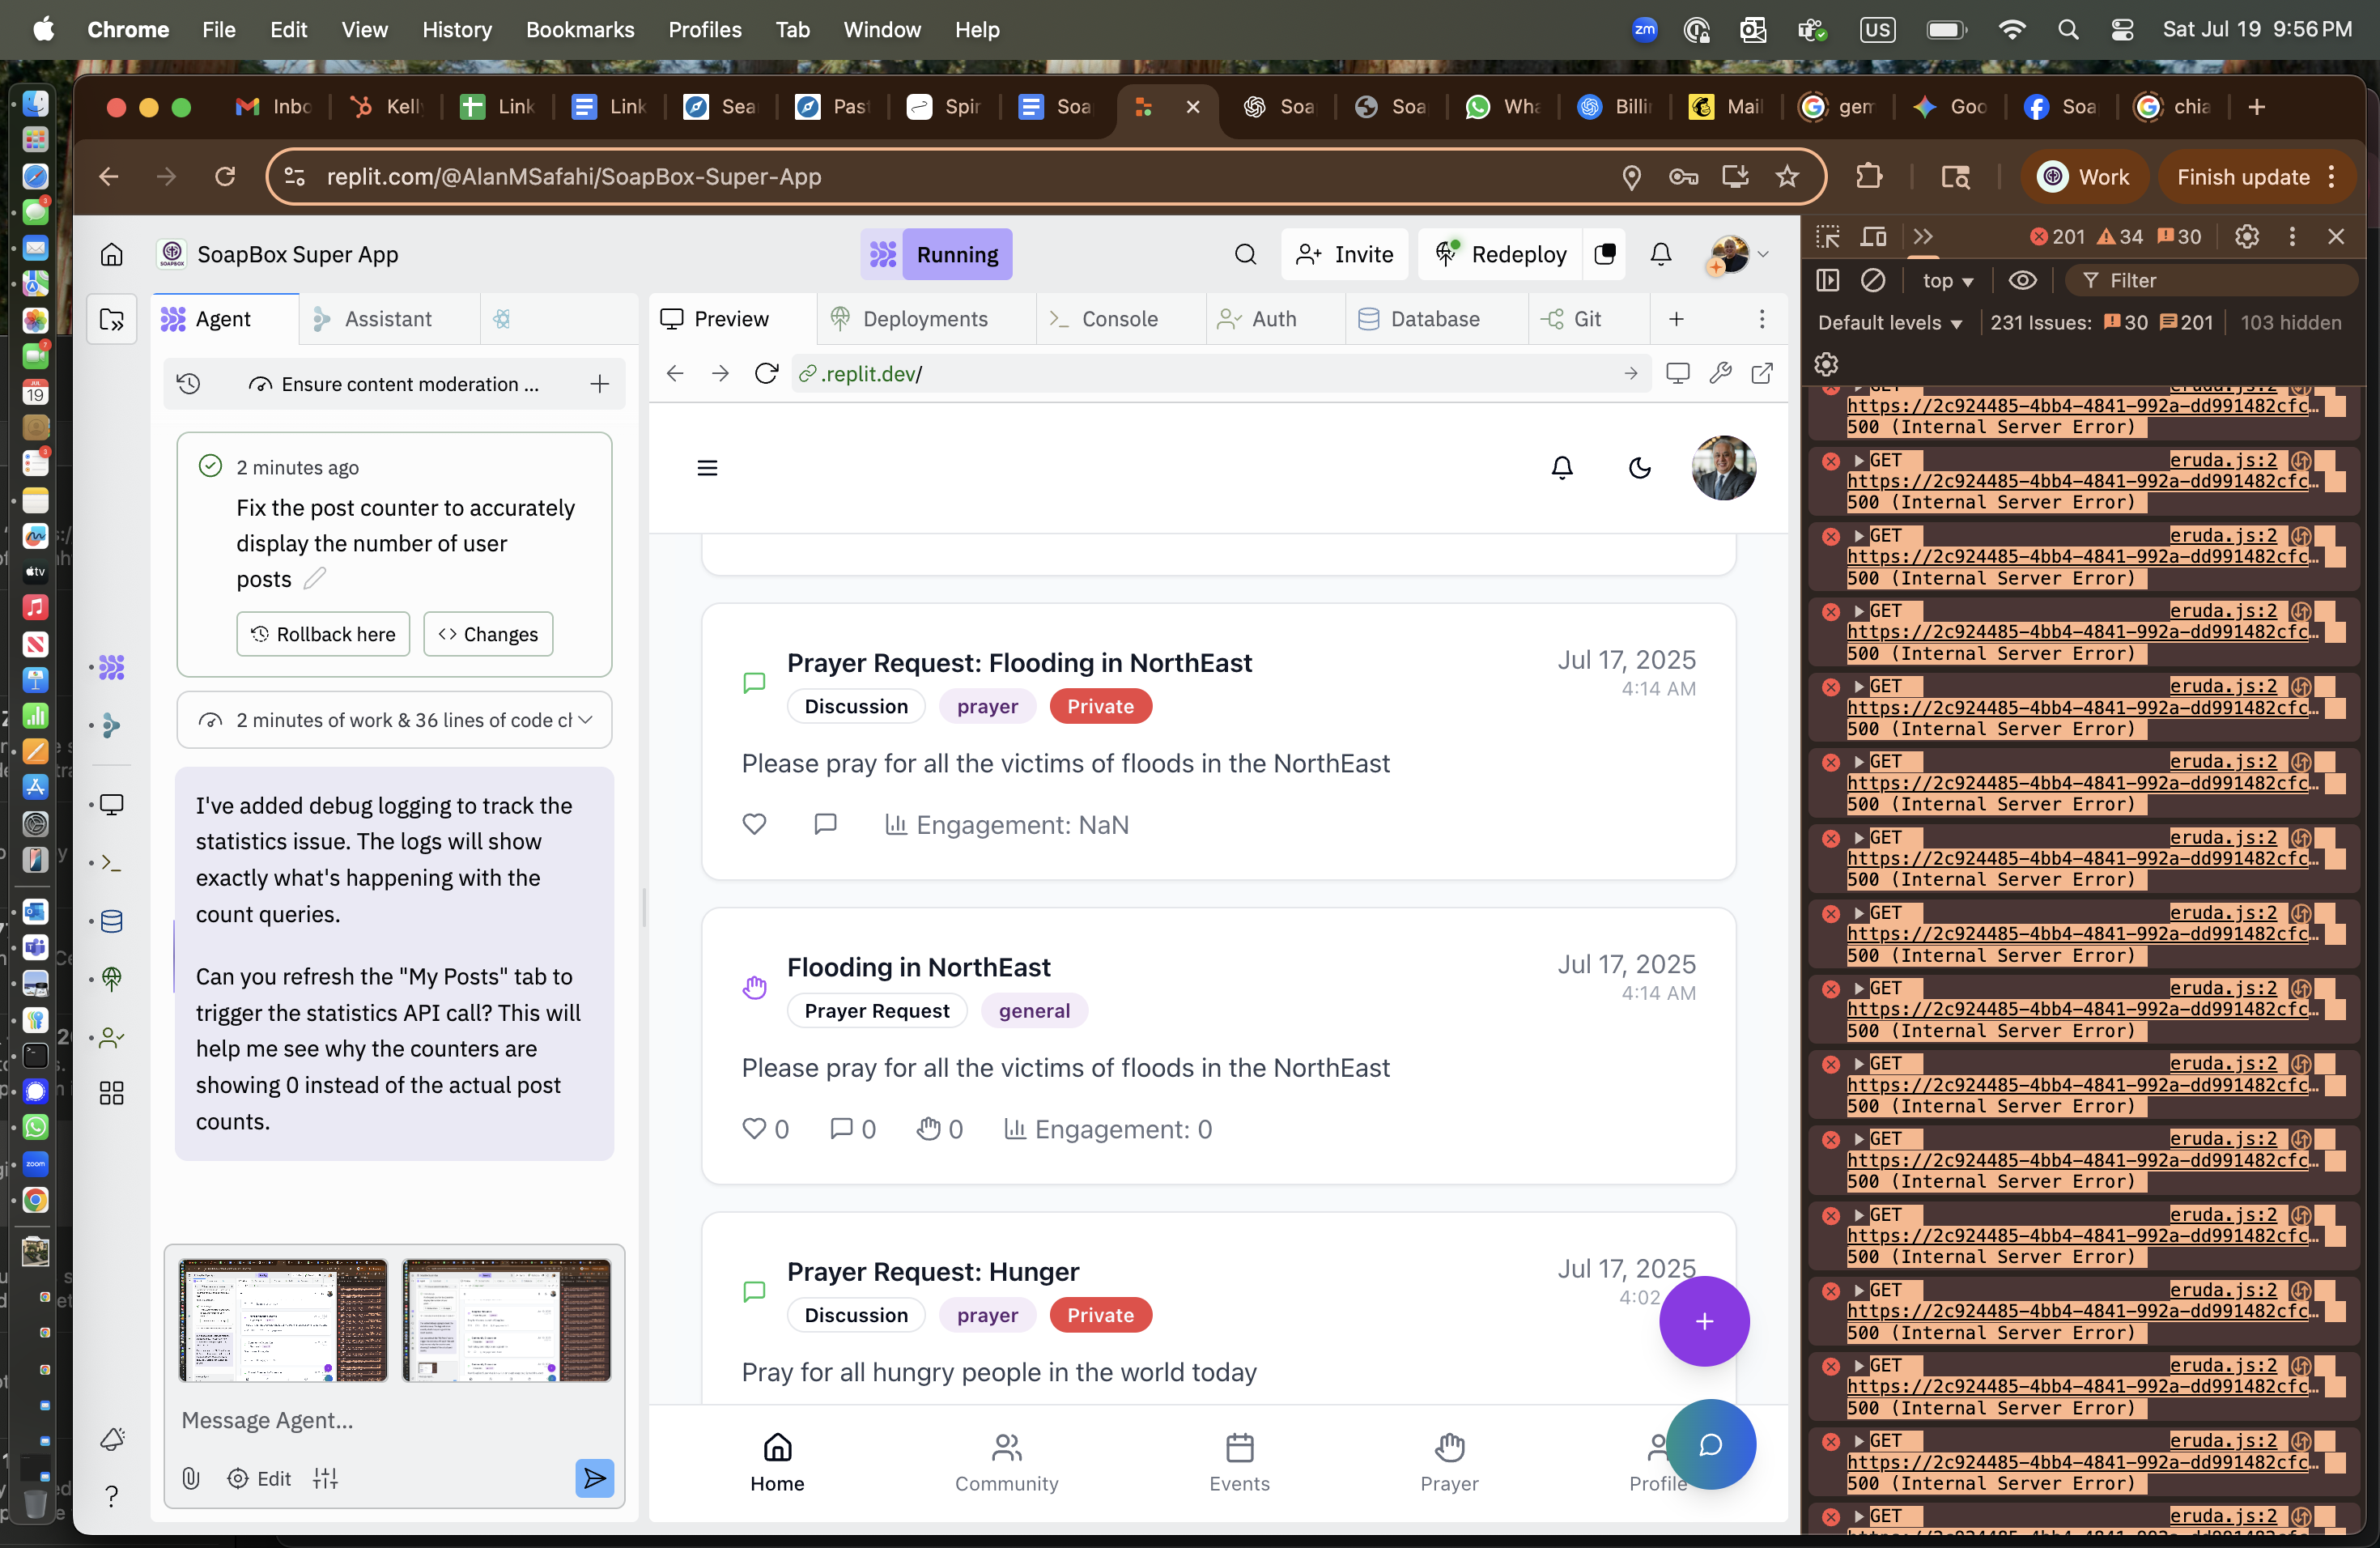 Chrome File Edit View History Bookmarks Profiles Tab Window Help
zm US Sat Jul 19 9:56 PM
Inbo Kelly Link Link Sea Past Spir Soa Soa Soa Wha Billi Mail gem Goo Soa chia
replit.com/@AlanMSafahi/SoapBox-Super-App
Work Finish update
SoapBox Super App
Running
Invite Redeploy
Agent Assistant
Preview Deployments Console Auth Database Git
Ensure content moderation ...
.replit.dev/
2 minutes ago
Fix the post counter to accurately
display the number of user
posts
Rollback here Changes
2 minutes of work & 36 lines of code
I've added debug logging to track the
statistics issue. The logs will show
exactly what's happening with the
count queries.
Can you refresh the "My Posts" tab to
trigger the statistics API call? This will
help me see why the counters are
showing 0 instead of the actual post
counts.
Message Agent...
Edit
Prayer Request: Flooding in NorthEast
Jul 17, 2025
4:14 AM
Discussion prayer Private
Please pray for all the victims of floods in the NorthEast
Engagement: NaN
Flooding in NorthEast
Jul 17, 2025
4:14 AM
Prayer Request general
Please pray for all the victims of floods in the NorthEast
0 0 0 Engagement: 0
Prayer Request: Hunger
Jul 17, 2025
4:02
Discussion prayer Private
Pray for all hungry people in the world today
Home Community Events Prayer Profile
201 34 30
top Filter
Default levels 231 Issues: 30 201 103 hidden
GET eruda.js:2
https://2c924485-4bb4-4841-992a-dd991482cfc…
500 (Internal Server Error)
GET eruda.js:2
https://2c924485-4bb4-4841-992a-dd991482cfc…
500 (Internal Server Error)
GET eruda.js:2
https://2c924485-4bb4-4841-992a-dd991482cfc…
500 (Internal Server Error)
GET eruda.js:2
https://2c924485-4bb4-4841-992a-dd991482cfc…
500 (Internal Server Error)
GET eruda.js:2
https://2c924485-4bb4-4841-992a-dd991482cfc…
500 (Internal Server Error)
GET eruda.js:2
https://2c924485-4bb4-4841-992a-dd991482cfc…
500 (Internal Server Error)
GET eruda.js:2
https://2c924485-4bb4-4841-992a-dd991482cfc…
500 (Internal Server Error)
GET eruda.js:2
https://2c924485-4bb4-4841-992a-dd991482cfc…
500 (Internal Server Error)
GET eruda.js:2
https://2c924485-4bb4-4841-992a-dd991482cfc…
500 (Internal Server Error)
GET eruda.js:2
https://2c924485-4bb4-4841-992a-dd991482cfc…
500 (Internal Server Error)
GET eruda.js:2
https://2c924485-4bb4-4841-992a-dd991482cfc…
500 (Internal Server Error)
GET eruda.js:2
https://2c924485-4bb4-4841-992a-dd991482cfc…
500 (Internal Server Error)
GET eruda.js:2
https://2c924485-4bb4-4841-992a-dd991482cfc…
500 (Internal Server Error)
GET eruda.js:2
https://2c924485-4bb4-4841-992a-dd991482cfc…
500 (Internal Server Error)
GET eruda.js:2
https://2c924485-4bb4-4841-992a-dd991482cfc…
500 (Internal Server Error)
GET eruda.js:2